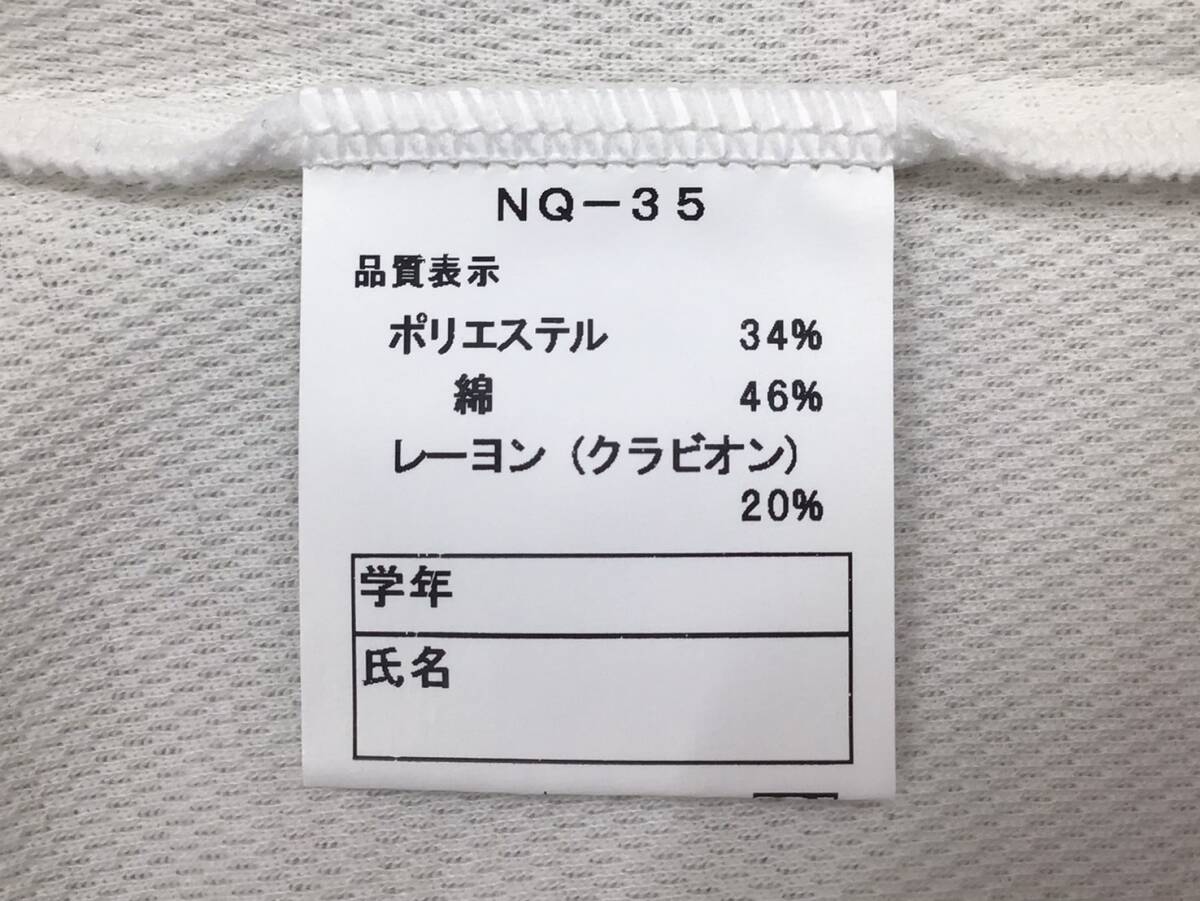 NQ-35
品質表示
ポリエステル 34%
綿 46%
レーヨン(クラビオン)
20%
学年
氏名